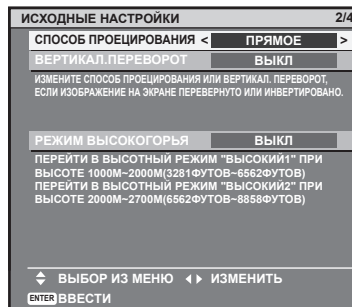 ИСХОДНЫЕ НАСТРОЙКИ 2/4
СПОСОБ ПРОЕЦИРОВАНИЯ < ПРЯМОЕ >
ВЕРТИКАЛ.ПЕРЕВОРОТ ВЫКЛ
ИЗМЕНИТЕ СПОСОБ ПРОЕЦИРОВАНИЯ ИЛИ ВЕРТИКАЛ. ПЕРЕВОРОТ,
ЕСЛИ ИЗОБРАЖЕНИЕ НА ЭКРАНЕ ПЕРЕВЕРНУТО ИЛИ ИНВЕРТИРОВАНО.
РЕЖИМ ВЫСОКОГОРЬЯ ВЫКЛ
ПЕРЕЙТИ В ВЫСОТНЫЙ РЕЖИМ "ВЫСОКИЙ1" ПРИ
ВЫСОТЕ 1000М~2000М(3281ФУТОВ~6562ФУТОВ)
ПЕРЕЙТИ В ВЫСОТНЫЙ РЕЖИМ "ВЫСОКИЙ2" ПРИ
ВЫСОТЕ 2000М~2700М(6562ФУТОВ~8858ФУТОВ)
ВЫБОР ИЗ МЕНЮ ИЗМЕНИТЬ
ENTER ВВЕСТИ